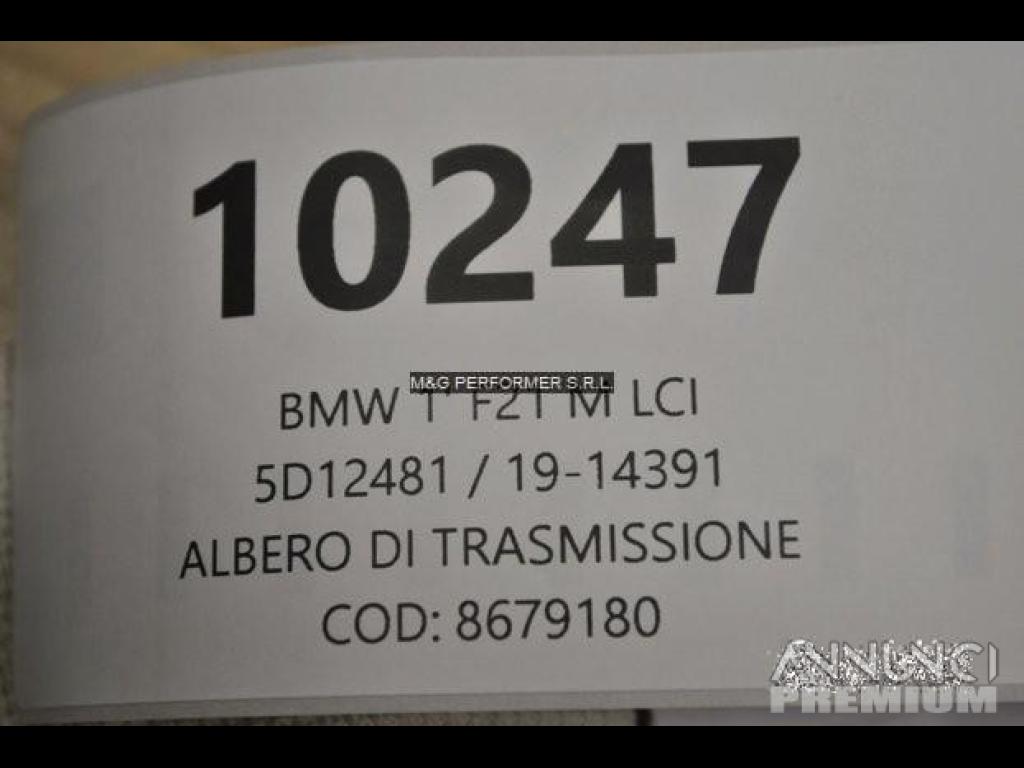 10247
M&G PERFORMER S.R.L.
BMW 1' F21 M LCI
5D12481 / 19-14391
ALBERO DI TRASMISSIONE
COD: 8679180
ANNUNCI
PREMIUM